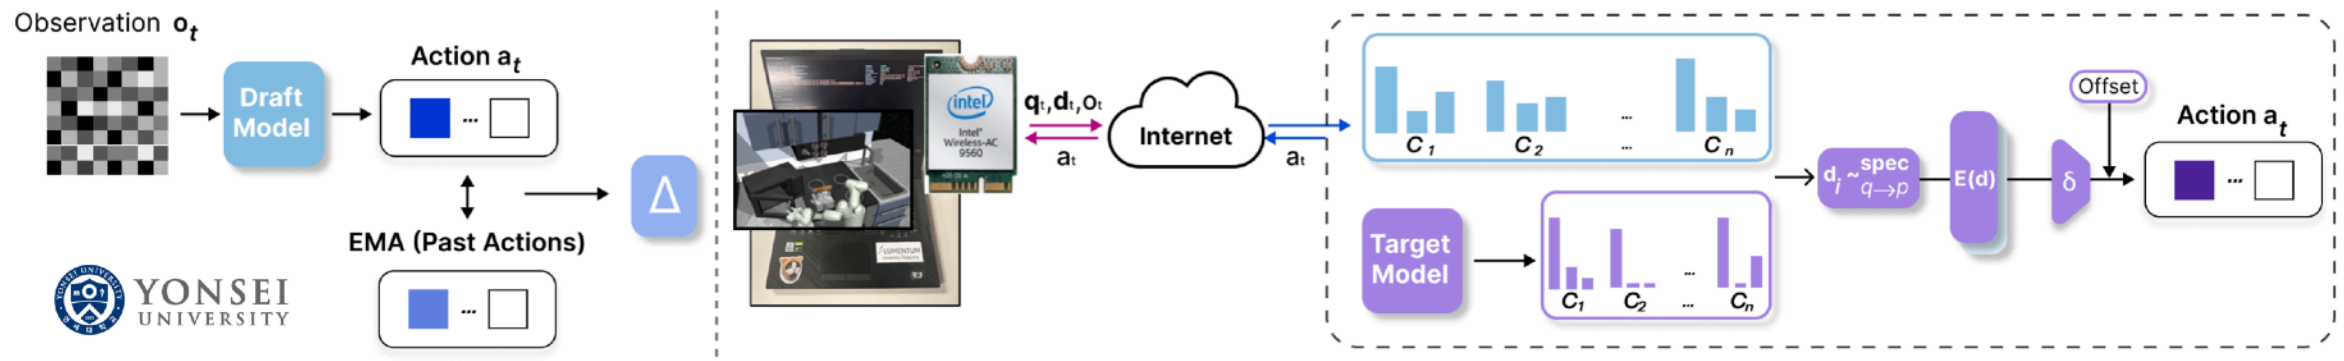 Observation o_t
Draft
Model
Action a_t
...
EMA (Past Actions)
...
Δ
YONSEI
UNIVERSITY
intel
Intel®
Wireless-AC
9560
LUMENTUM
q_t,d_t,o_t
a_t
Internet
a_t
C_1
C_2
...
...
C_n
Target
Model
C_1
C_2
...
...
C_n
d_i ~ spec
q→p
E(d)
δ
Offset
Action a_t
...